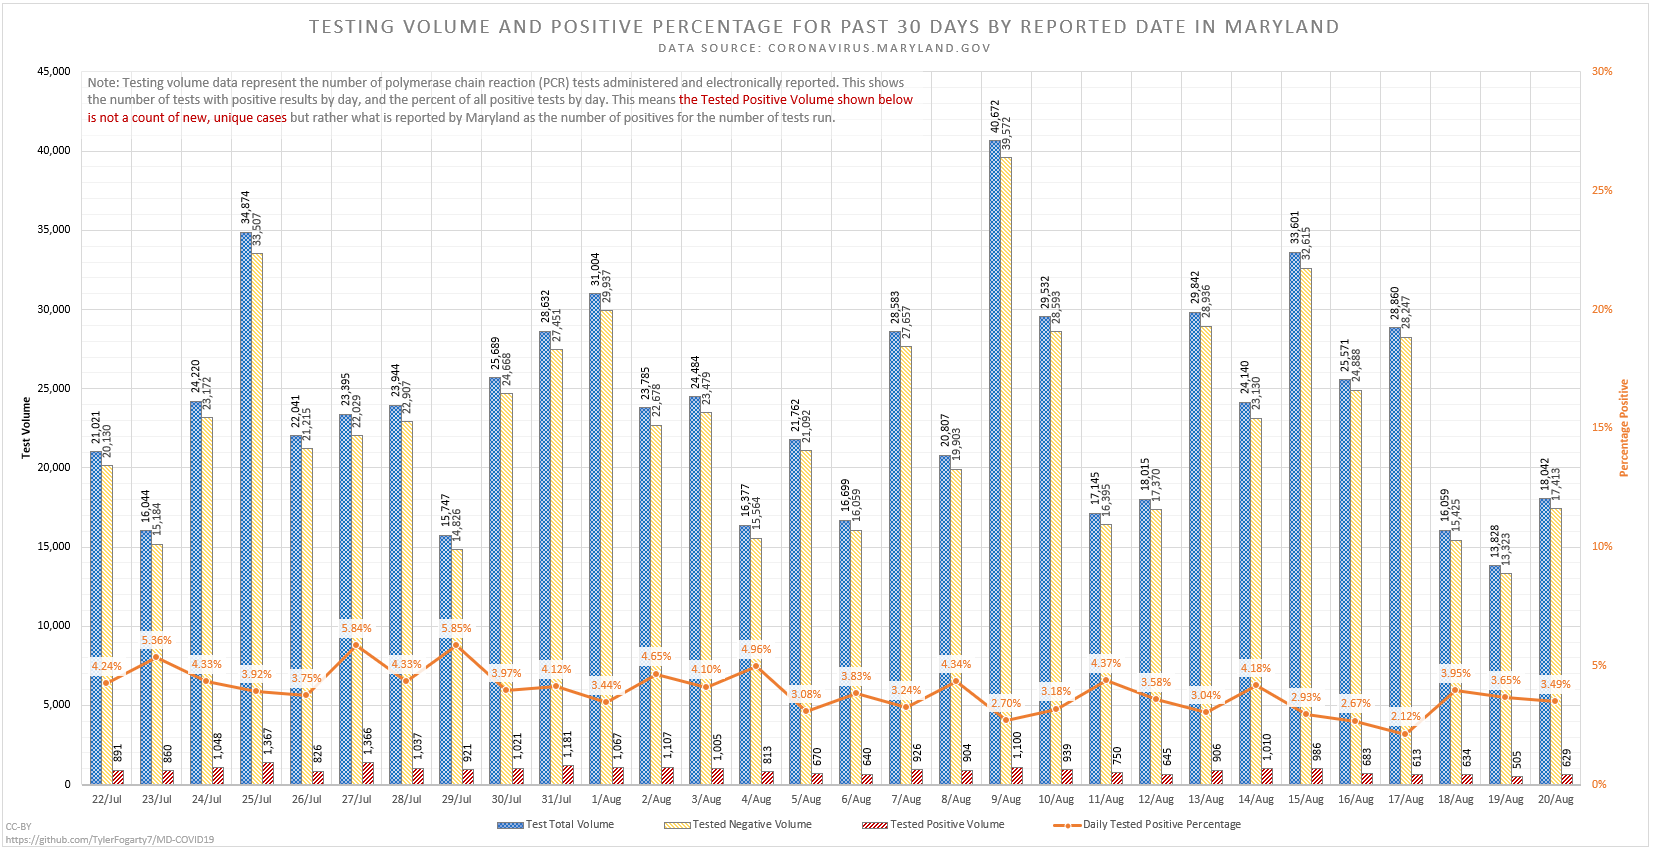 TESTING VOLUME AND POSITIVE PERCENTAGE FOR PAST 30 DAYS BY REPORTED DATE IN MARYLAND
DATA SOURCE: CORONAVIRUS.MARYLAND.GOV
Note: Testing volume data represent the number of polymerase chain reaction (PCR) tests administered and electronically reported. This shows
the number of tests with positive results by day, and the percent of all positive tests by day. This means the Tested Positive Volume shown below
is not a count of new, unique cases but rather what is reported by Maryland as the number of positives for the number of tests run.
Test Volume
45,000
40,000
35,000
30,000
25,000
20,000
15,000
10,000
5,000
0
21,021 20,130 4.24% 891
16,044 15,184 5.36% 860
24,220 23,172 4.33% 1,048
34,874 33,507 3.92% 1,367
22,041 21,215 3.75% 826
23,395 22,029 5.84% 1,366
23,944 22,907 4.33% 1,037
15,747 14,826 5.85% 921
25,689 24,668 3.97% 1,021
28,632 27,451 4.12% 1,181
31,004 29,937 3.44% 1,067
23,785 22,678 4.65% 1,107
24,484 23,479 4.10% 1,005
16,377 15,564 4.96% 813
21,762 21,092 3.08% 670
16,699 16,059 3.83% 640
28,583 27,657 3.24% 926
20,807 19,903 4.34% 904
40,672 39,572 2.70% 1,100
29,532 28,593 3.18% 939
17,145 16,395 4.37% 750
18,015 17,370 3.58% 645
29,842 28,936 3.04% 906
24,140 23,130 4.18% 1,010
33,601 32,615 2.93% 986
25,571 24,888 2.67% 683
28,860 28,247 2.12% 613
16,059 15,425 3.95% 634
13,828 13,323 3.65% 505
18,042 17,413 3.49% 629
30%
25%
20%
15%
10%
5%
0%
Percentage Positive
22/Jul 23/Jul 24/Jul 25/Jul 26/Jul 27/Jul 28/Jul 29/Jul 30/Jul 31/Jul 1/Aug 2/Aug 3/Aug 4/Aug 5/Aug 6/Aug 7/Aug 8/Aug 9/Aug 10/Aug 11/Aug 12/Aug 13/Aug 14/Aug 15/Aug 16/Aug 17/Aug 18/Aug 19/Aug 20/Aug
Test Total Volume Tested Negative Volume Tested Positive Volume Daily Tested Positive Percentage
CC-BY
https://github.com/TylerFogarty7/MD-COVID19